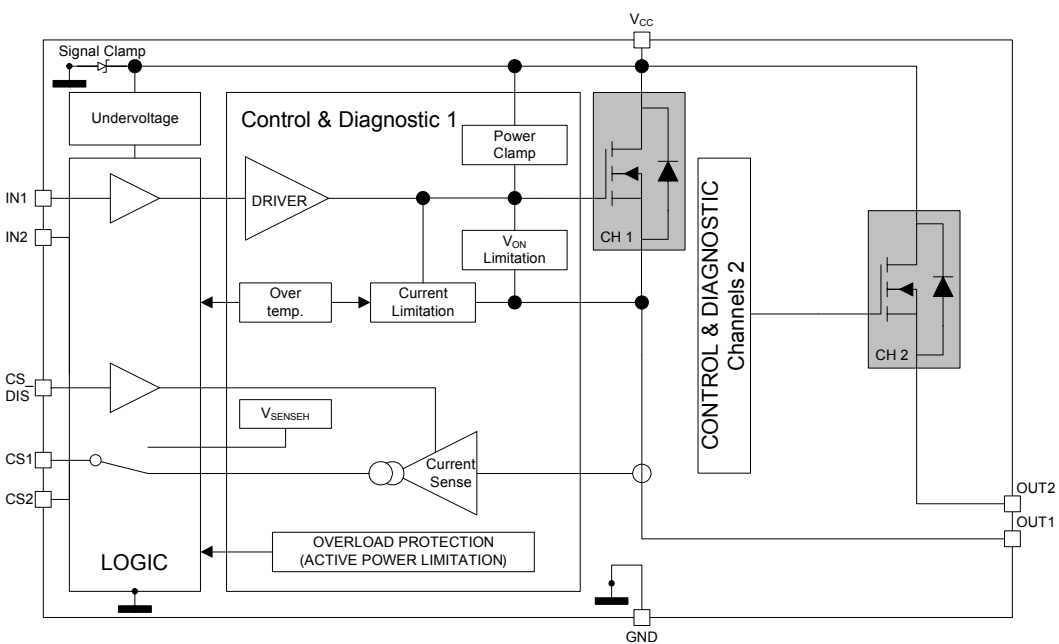 VCC
Signal Clamp
Undervoltage
Control & Diagnostic 1
Power
Clamp
IN1
DRIVER
CH 1
IN2
VON
Limitation
Over
temp.
Current
Limitation
CONTROL & DIAGNOSTIC
Channels 2
CH 2
CS_
DIS
VSENSEH
CS1
Current
Sense
CS2
OUT2
OUT1
OVERLOAD PROTECTION
(ACTIVE POWER LIMITATION)
LOGIC
GND